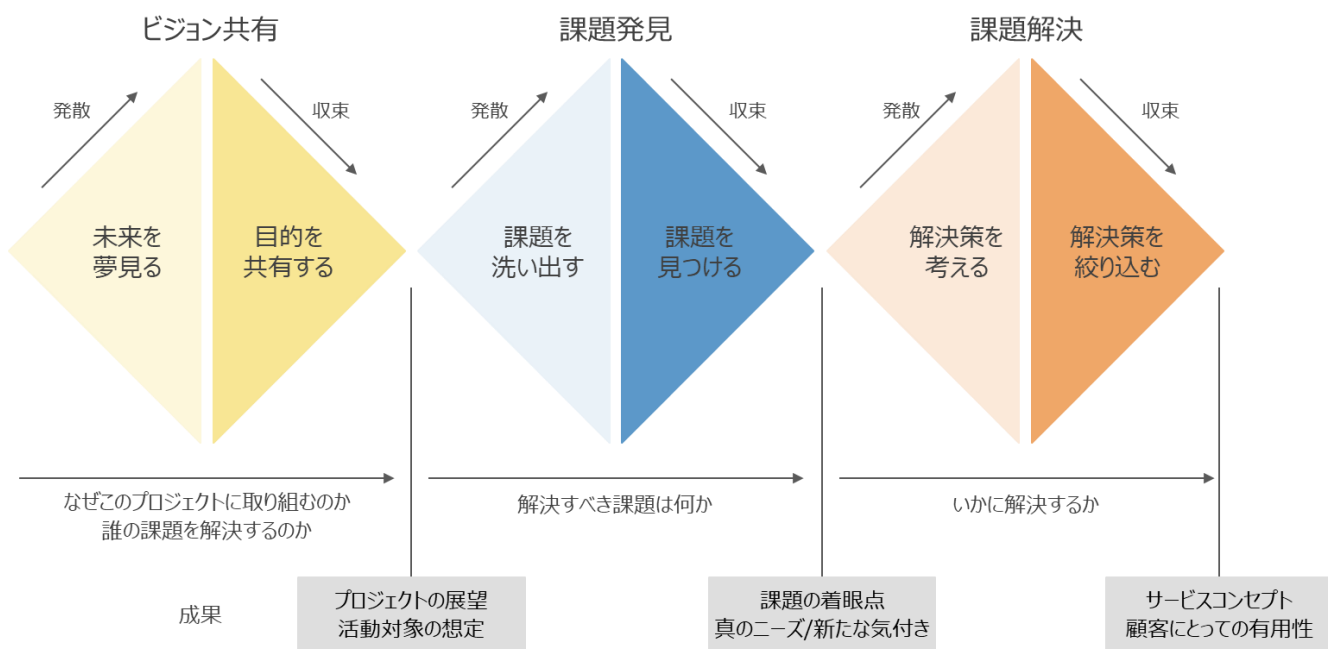 ビジョン共有
課題発見
課題解決
発散
収束
発散
収束
発散
収束
未来を
夢見る
目的を
共有する
課題を
洗い出す
課題を
見つける
解決策を
考える
解決策を
絞り込む
なぜこのプロジェクトに取り組むのか
誰の課題を解決するのか
解決すべき課題は何か
いかに解決するか
成果
プロジェクトの展望
活動対象の想定
課題の着眼点
真のニーズ/新たな気付き
サービスコンセプト
顧客にとっての有用性